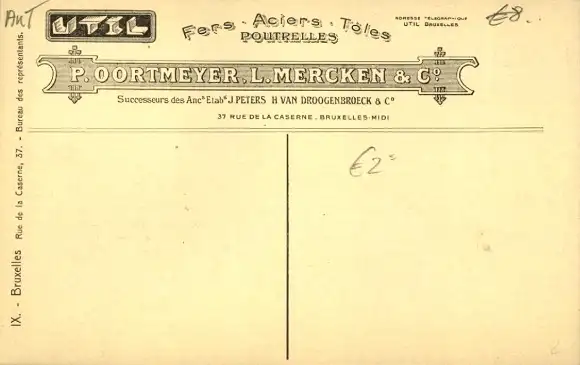 AnT
UTIL
Fers - Aciers - Tôles
POUTRELLES
ADRESSE TÉLÉGRAPHIQUE
UTIL BRUXELLES
€8
P. OORTMEYER, L. MERCKEN & Cº
Successeurs des Ancˢ Etabˢ J. PETERS H VAN DROOGENBROECK & Cº
37 RUE DE LA CASERNE. BRUXELLES-MIDI
€2=
IX. - Bruxelles Rue de la Caserne, 37. - Bureau des représentants.